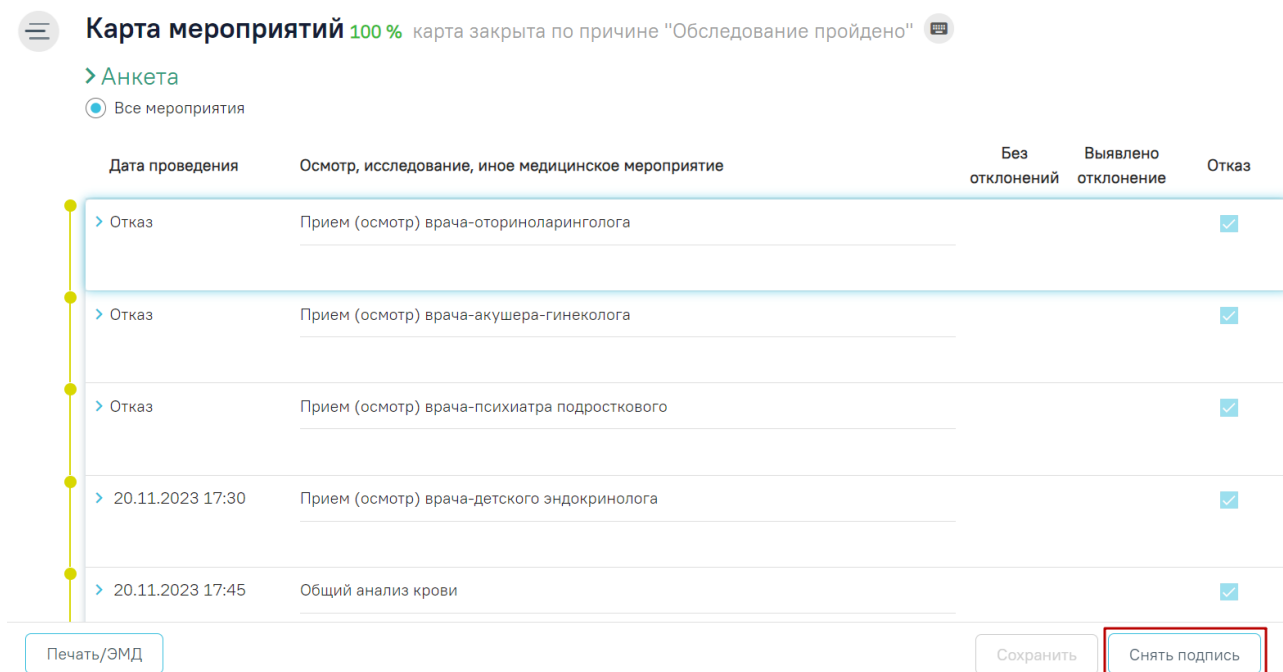 Карта мероприятий 100 % карта закрыта по причине "Обследование пройдено"
Анкета
Все мероприятия
Дата проведения Осмотр, исследование, иное медицинское мероприятие Без отклонений Выявлено отклонение Отказ
Отказ Прием (осмотр) врача-оториноларинголога
Отказ Прием (осмотр) врача-акушера-гинеколога
Отказ Прием (осмотр) врача-психиатра подросткового
20.11.2023 17:30 Прием (осмотр) врача-детского эндокринолога
20.11.2023 17:45 Общий анализ крови
Печать/ЭМД Сохранить Снять подпись